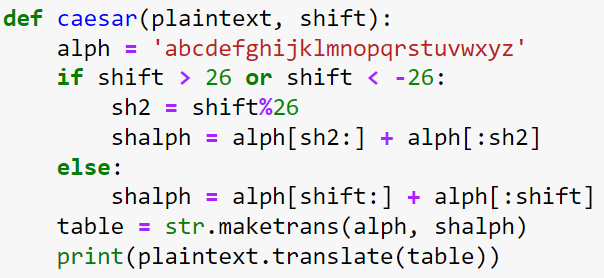 def caesar(plaintext, shift):
    alph = 'abcdefghijklmnopqrstuvwxyz'
    if shift > 26 or shift < -26:
        sh2 = shift%26
        shalph = alph[sh2:] + alph[:sh2]
    else:
        shalph = alph[shift:] + alph[:shift]
    table = str.maketrans(alph, shalph)
    print(plaintext.translate(table))